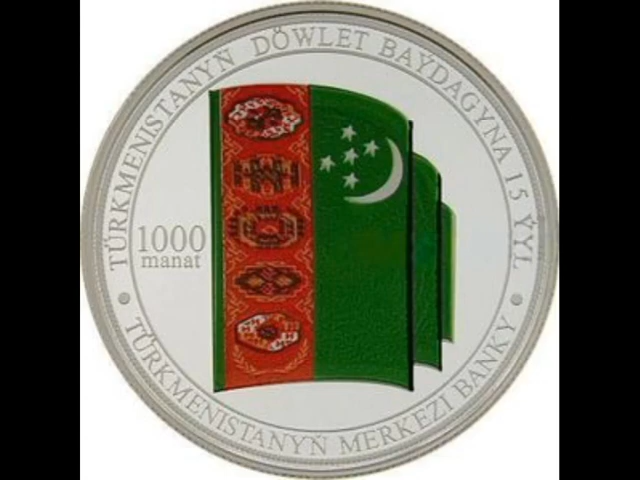 TÜRKMENISTANYŇ DÖWLET BAÝDAGYNA 15 ÝYL
1000
manat
TÜRKMENISTANYŇ MERKEZI BANKY